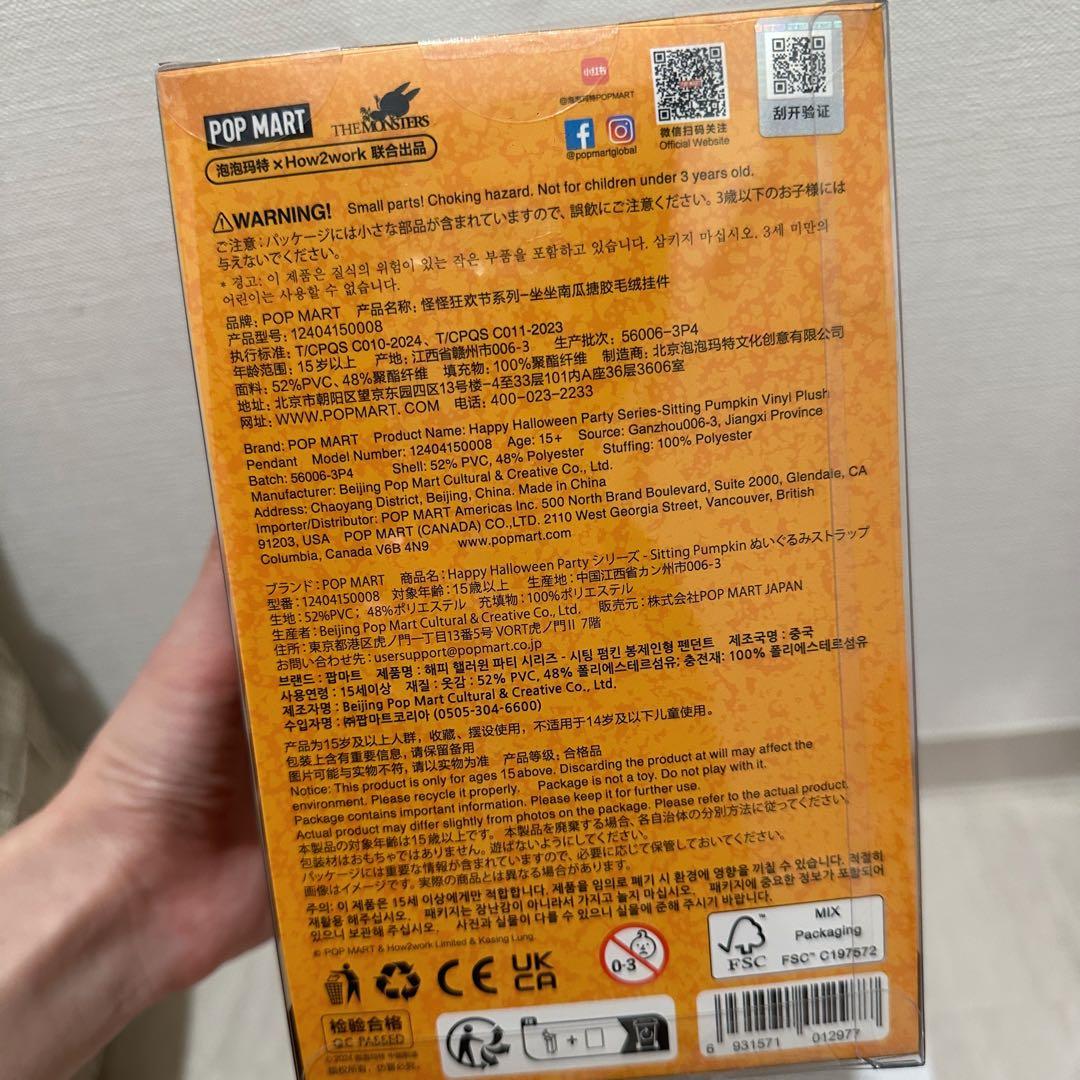 POP MART
THE MONSTERS
泡泡玛特×How2work 联合出品
小红书
@泡泡玛特POPMART
@popmartglobal
微信扫码关注
Official Website
刮开验证
WARNING! Small parts! Choking hazard. Not for children under 3 years old.
ご注意：パッケージには小さな部品が含まれていますので、誤飲にご注意ください。3歳以下のお子様には
与えないでください。
* 경고: 이 제품은 질식의 위험이 있는 작은 부품을 포함하고 있습니다. 삼키지 마십시오. 3세 미만의
어린이는 사용할 수 없습니다.
品牌: POP MART 产品名称: 怪怪狂欢节系列-坐坐南瓜搪胶毛绒挂件
产品型号: 12404150008
执行标准: T/CPQS C010-2024、T/CPQS C011-2023
年龄范围: 15岁以上 产地: 江西省赣州市006-3 生产批次: 56006-3P4
面料: 52%PVC, 48%聚酯纤维 填充物: 100%聚酯纤维 制造商: 北京泡泡玛特文化创意有限公司
地址: 北京市朝阳区望京东园四区13号楼-4至33层101内A座36层3606室
网址: WWW.POPMART.COM 电话: 400-023-2233
Brand: POP MART Product Name: Happy Halloween Party Series-Sitting Pumpkin Vinyl Plush
Pendant Model Number: 12404150008 Age: 15+ Source: Ganzhou006-3, Jiangxi Province
Batch: 56006-3P4 Shell: 52% PVC, 48% Polyester Stuffing: 100% Polyester
Manufacturer: Beijing Pop Mart Cultural & Creative Co., Ltd.
Address: Chaoyang District, Beijing, China. Made in China
Importer/Distributor: POP MART Americas Inc. 500 North Brand Boulevard, Suite 2000, Glendale, CA
91203, USA POP MART (CANADA) CO.,LTD. 2110 West Georgia Street, Vancouver, British
Columbia, Canada V6B 4N9 www.popmart.com
ブランド：POP MART 商品名：Happy Halloween Party シリーズ - Sitting Pumpkin ぬいぐるみストラップ
型番：12404150008 対象年齢：15歳以上 生産地：中国江西省カン州市006-3
生地：52%PVC；48%ポリエステル 充填物：100%ポリエステル
生産者：Beijing Pop Mart Cultural & Creative Co., Ltd. 販売元：株式会社POP MART JAPAN
住所：東京都港区虎ノ門一丁目13番5号 VORT虎ノ門Ⅱ 7階
お問い合わせ先：usersupport@popmart.co.jp
브랜드 : 팝마트 제품명 : 해피 핼러윈 파티 시리즈 - 시팅 펌킨 봉제인형 펜던트 제조국명 : 중국
사용연령 : 15세이상 재질 : 옷감 : 52% PVC, 48% 폴리에스테르섬유; 충전재: 100% 폴리에스테르섬유
제조자명 : Beijing Pop Mart Cultural & Creative Co., Ltd.
수입자명 : ㈜팝마트코리아 (0505-304-6600)
产品为15岁及以上人群，收藏、摆设使用，不适用于14岁及以下儿童使用。
包装上含有重要信息, 请保留备用
图片可能与实物不符, 请以实物为准 产品等级: 合格品
Notice: This product is only for ages 15 above. Discarding the product at will may affect the
environment. Please recycle it properly. Package is not a toy. Do not play with it.
Package contains important information. Please keep it for further use.
Actual product may differ slightly from photos on the package. Please refer to the actual product.
本製品の対象年齢は15歳以上です。 本製品を廃棄する場合、各自治体の分別方法に従ってください。
包装材はおもちゃではありません。遊ばないようにしてください。
パッケージには重要な情報が含まれていますので、必要に応じて保管しておいてください。
画像はイメージです。実際の商品とは異なる場合があります。
주의: 이 제품은 15세 이상에게만 적합합니다. 제품을 임의로 폐기 시 환경에 영향을 끼칠 수 있습니다. 적절히
재활용 해주십시오. 패키지는 장난감이 아니라서 가지고 놀지 마십시오. 패키지에 중요한 정보가 포함되어
있으니 보관해 주십시오. 사진과 실물이 다를 수 있으니 실물에 준해 주시기 바랍니다.
© POP MART & How2work Limited & Kasing Lung.
CE
UK
CA
0-3
FSC
MIX
Packaging
FSC™ C197572
检验合格
QC PASSED
版权所有, 仿冒必究
6 931571 012977